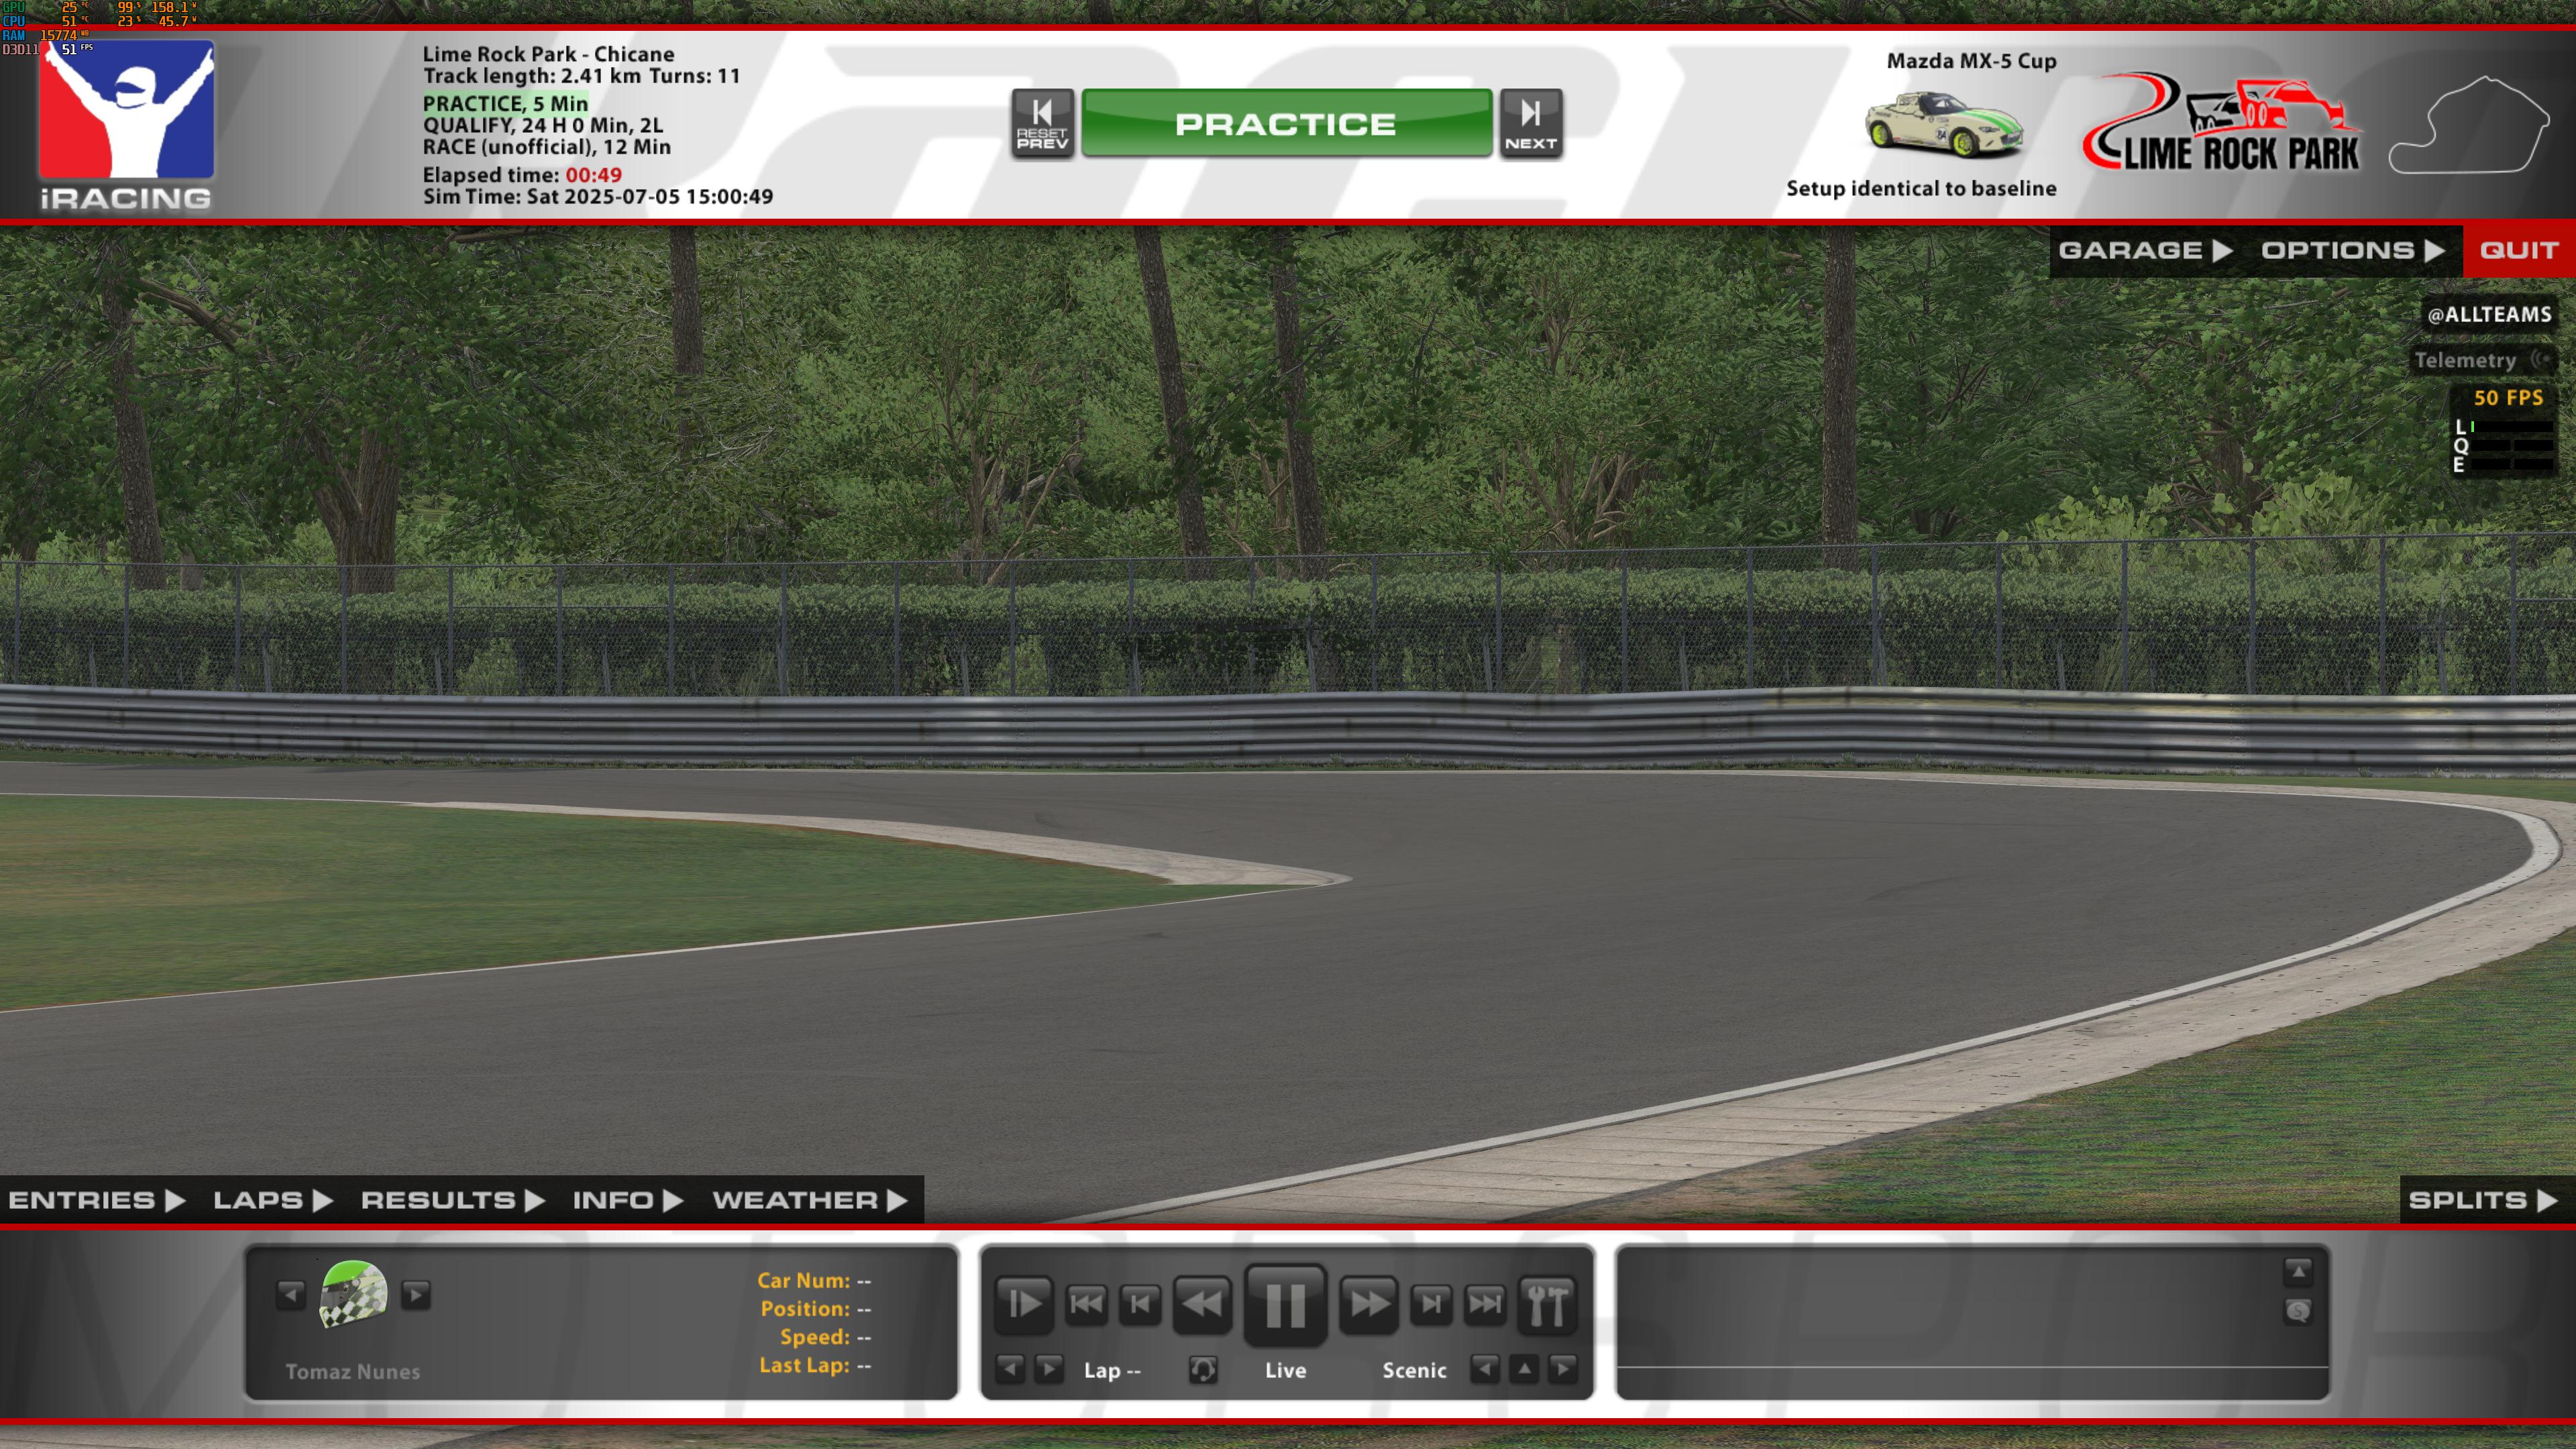 GPU 25 °C 99 % 158.1 W
CPU 51 °C 23 % 45.7 W
RAM 15774 MB
D3D11 51 FPS
iRACING
Lime Rock Park - Chicane
Track length: 2.41 km Turns: 11
PRACTICE, 5 Min
QUALIFY, 24 H 0 Min, 2L
RACE (unofficial), 12 Min
Elapsed time: 00:49
Sim Time: Sat 2025-07-05 15:00:49
RESET PREV
PRACTICE
NEXT
Mazda MX-5 Cup
LIME ROCK PARK
Setup identical to baseline
GARAGE OPTIONS QUIT
@ALLTEAMS
Telemetry
50 FPS
L
Q
E
ENTRIES LAPS RESULTS INFO WEATHER
SPLITS
Car Num: --
Position: --
Speed: --
Last Lap: --
Tomaz Nunes
Lap -- Live Scenic